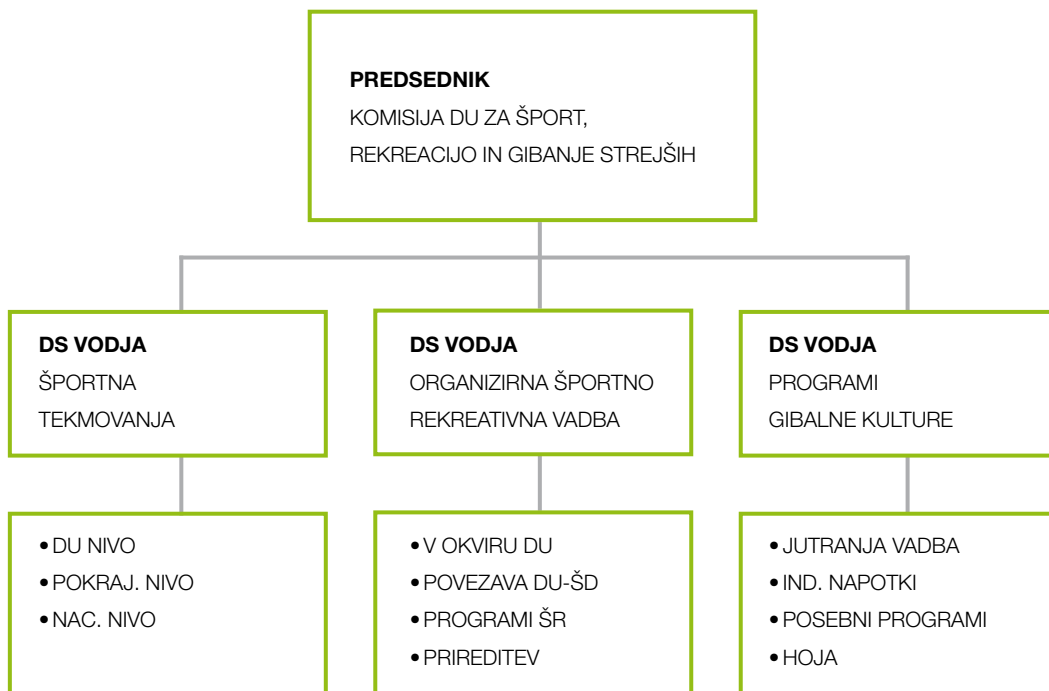 PREDSEDNIK
KOMISIJA DU ZA ŠPORT,
REKREACIJO IN GIBANJE STREJŠIH
DS VODJA
ŠPORTNA
TEKMOVANJA
DS VODJA
ORGANIZIRNA ŠPORTNO
REKREATIVNA VADBA
DS VODJA
PROGRAMI
GIBALNE KULTURE
• DU NIVO
• POKRAJ. NIVO
• NAC. NIVO
• V OKVIRU DU
• POVEZAVA DU-ŠD
• PROGRAMI ŠR
• PRIREDITEV
• JUTRANJA VADBA
• IND. NAPOTKI
• POSEBNI PROGRAMI
• HOJA